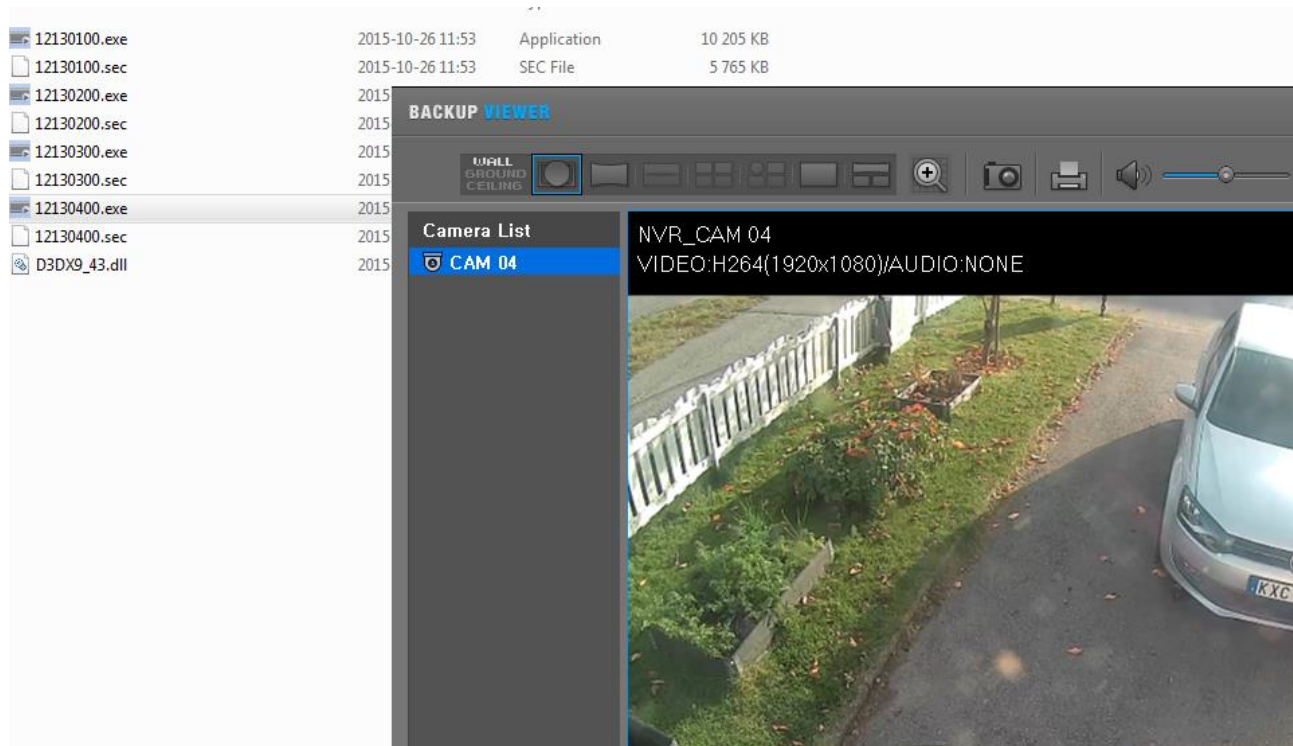 12130100.exe 2015-10-26 11:53 Application 10 205 KB
12130100.sec 2015-10-26 11:53 SEC File 5 765 KB
12130200.exe 2015
12130200.sec 2015
12130300.exe 2015
12130300.sec 2015
12130400.exe 2015
12130400.sec 2015
D3DX9_43.dll 2015
BACKUP VIEWER
WALL
GROUND
CEILING
Camera List
CAM 04
NVR_CAM 04
VIDEO:H264(1920x1080)/AUDIO:NONE
KXC